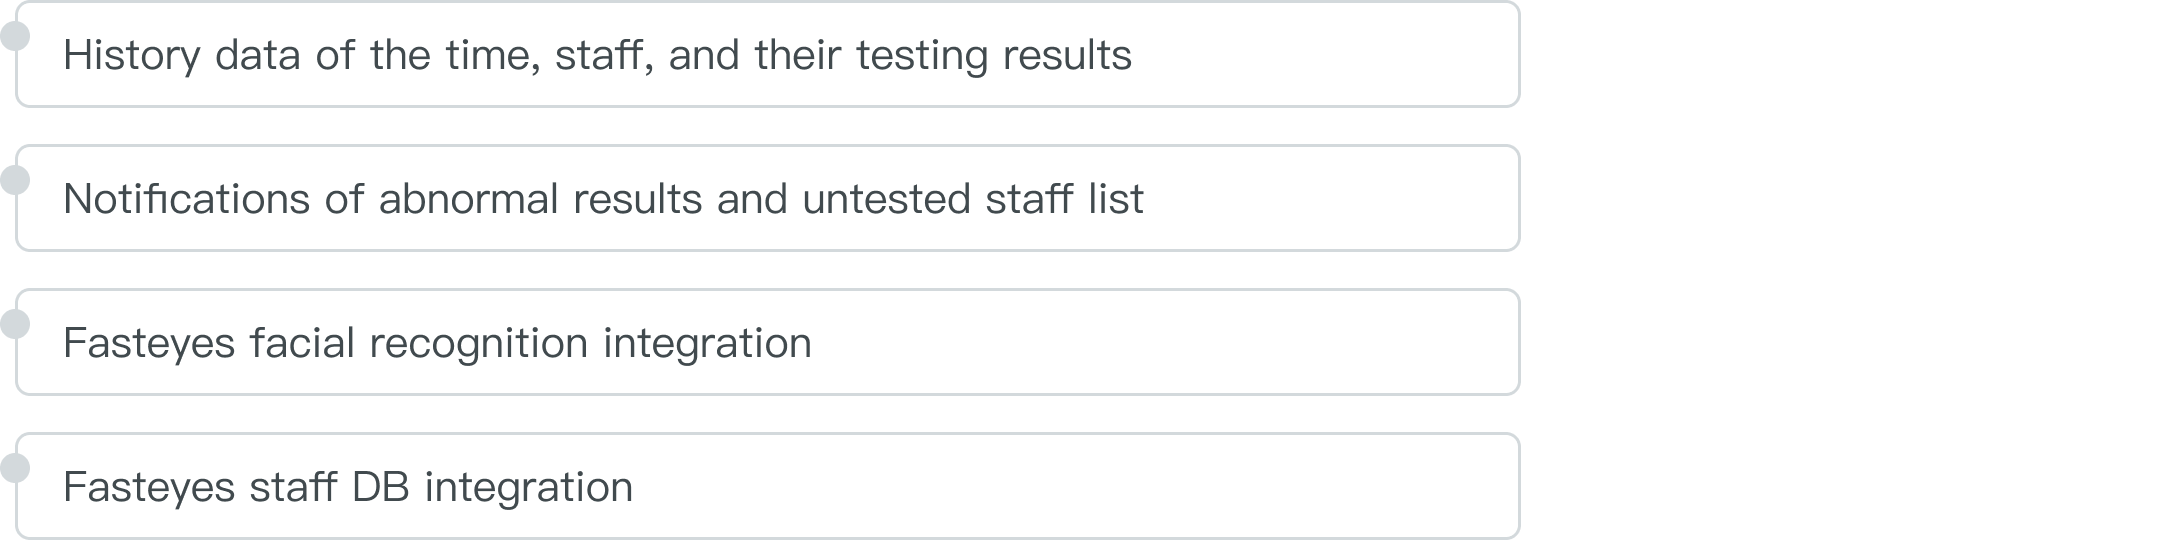 History data of the time, staff, and their testing results
Notifications of abnormal results and untested staff list
Fasteyes facial recognition integration
Fasteyes staff DB integration